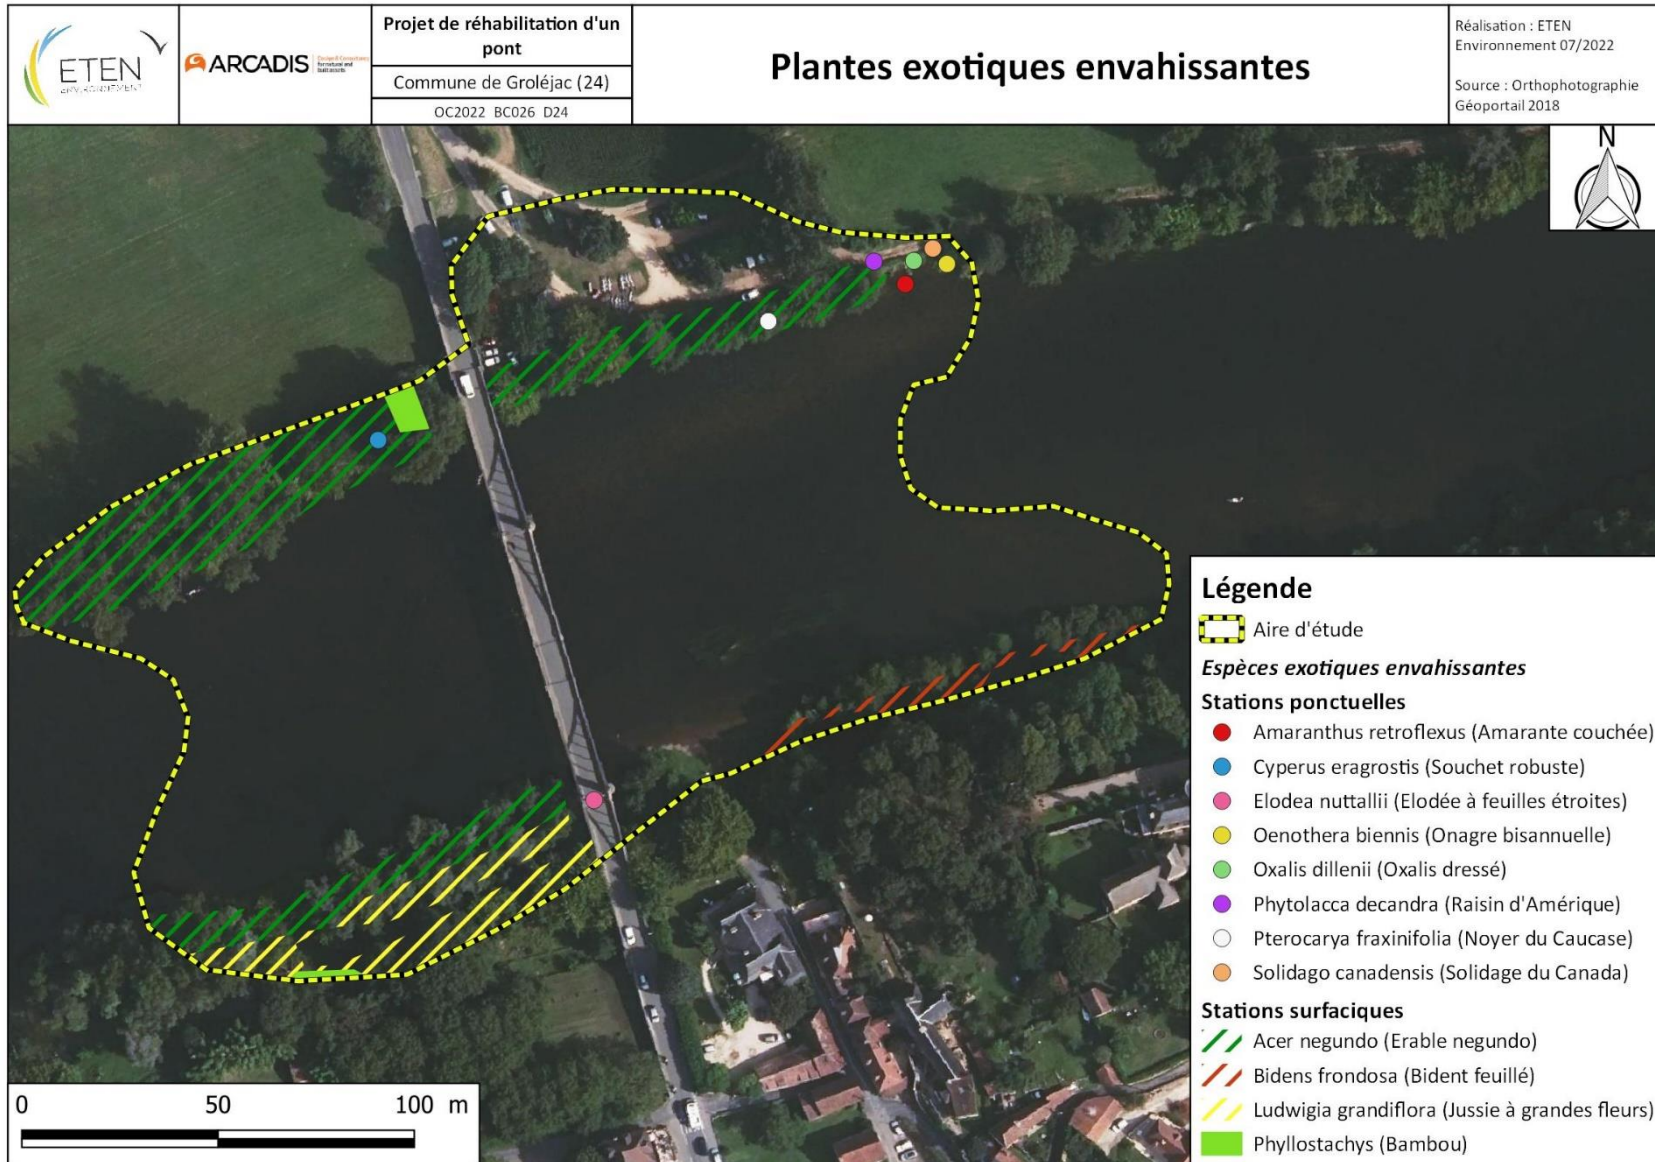 ETEN
ENVIRONNEMENT
ARCADIS
Projet de réhabilitation d'un
pont
Commune de Groléjac (24)
OC2022 BC026 D24
Plantes exotiques envahissantes
Réalisation : ETEN
Environnement 07/2022
Source : Orthophotographie
Géoportail 2018
N
Légende
Aire d'étude
Espèces exotiques envahissantes
Stations ponctuelles
Amaranthus retroflexus (Amarante couchée)
Cyperus eragrostis (Souchet robuste)
Elodea nuttallii (Elodée à feuilles étroites)
Oenothera biennis (Onagre bisannuelle)
Oxalis dillenii (Oxalis dressé)
Phytolacca decandra (Raisin d'Amérique)
Pterocarya fraxinifolia (Noyer du Caucase)
Solidago canadensis (Solidage du Canada)
Stations surfaciques
Acer negundo (Erable negundo)
Bidens frondosa (Bident feuillé)
Ludwigia grandiflora (Jussie à grandes fleurs)
Phyllostachys (Bambou)
0 50 100 m